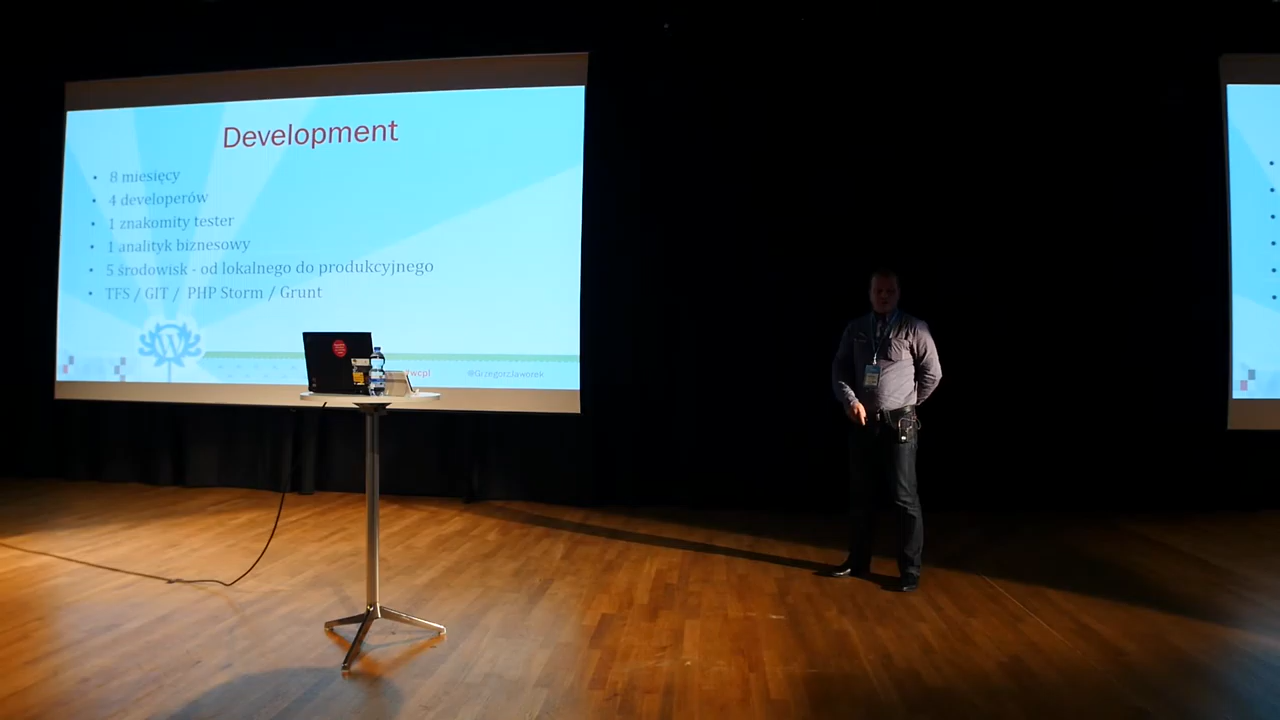 Development
• 8 miesięcy
• 4 developerów
• 1 znakomity tester
• 1 analityk biznesowy
• 5 środowisk - od lokalnego do produkcyjnego
• TFS / GIT / PHP Storm / Grunt
#wcpl
@GrzegorzJaworek